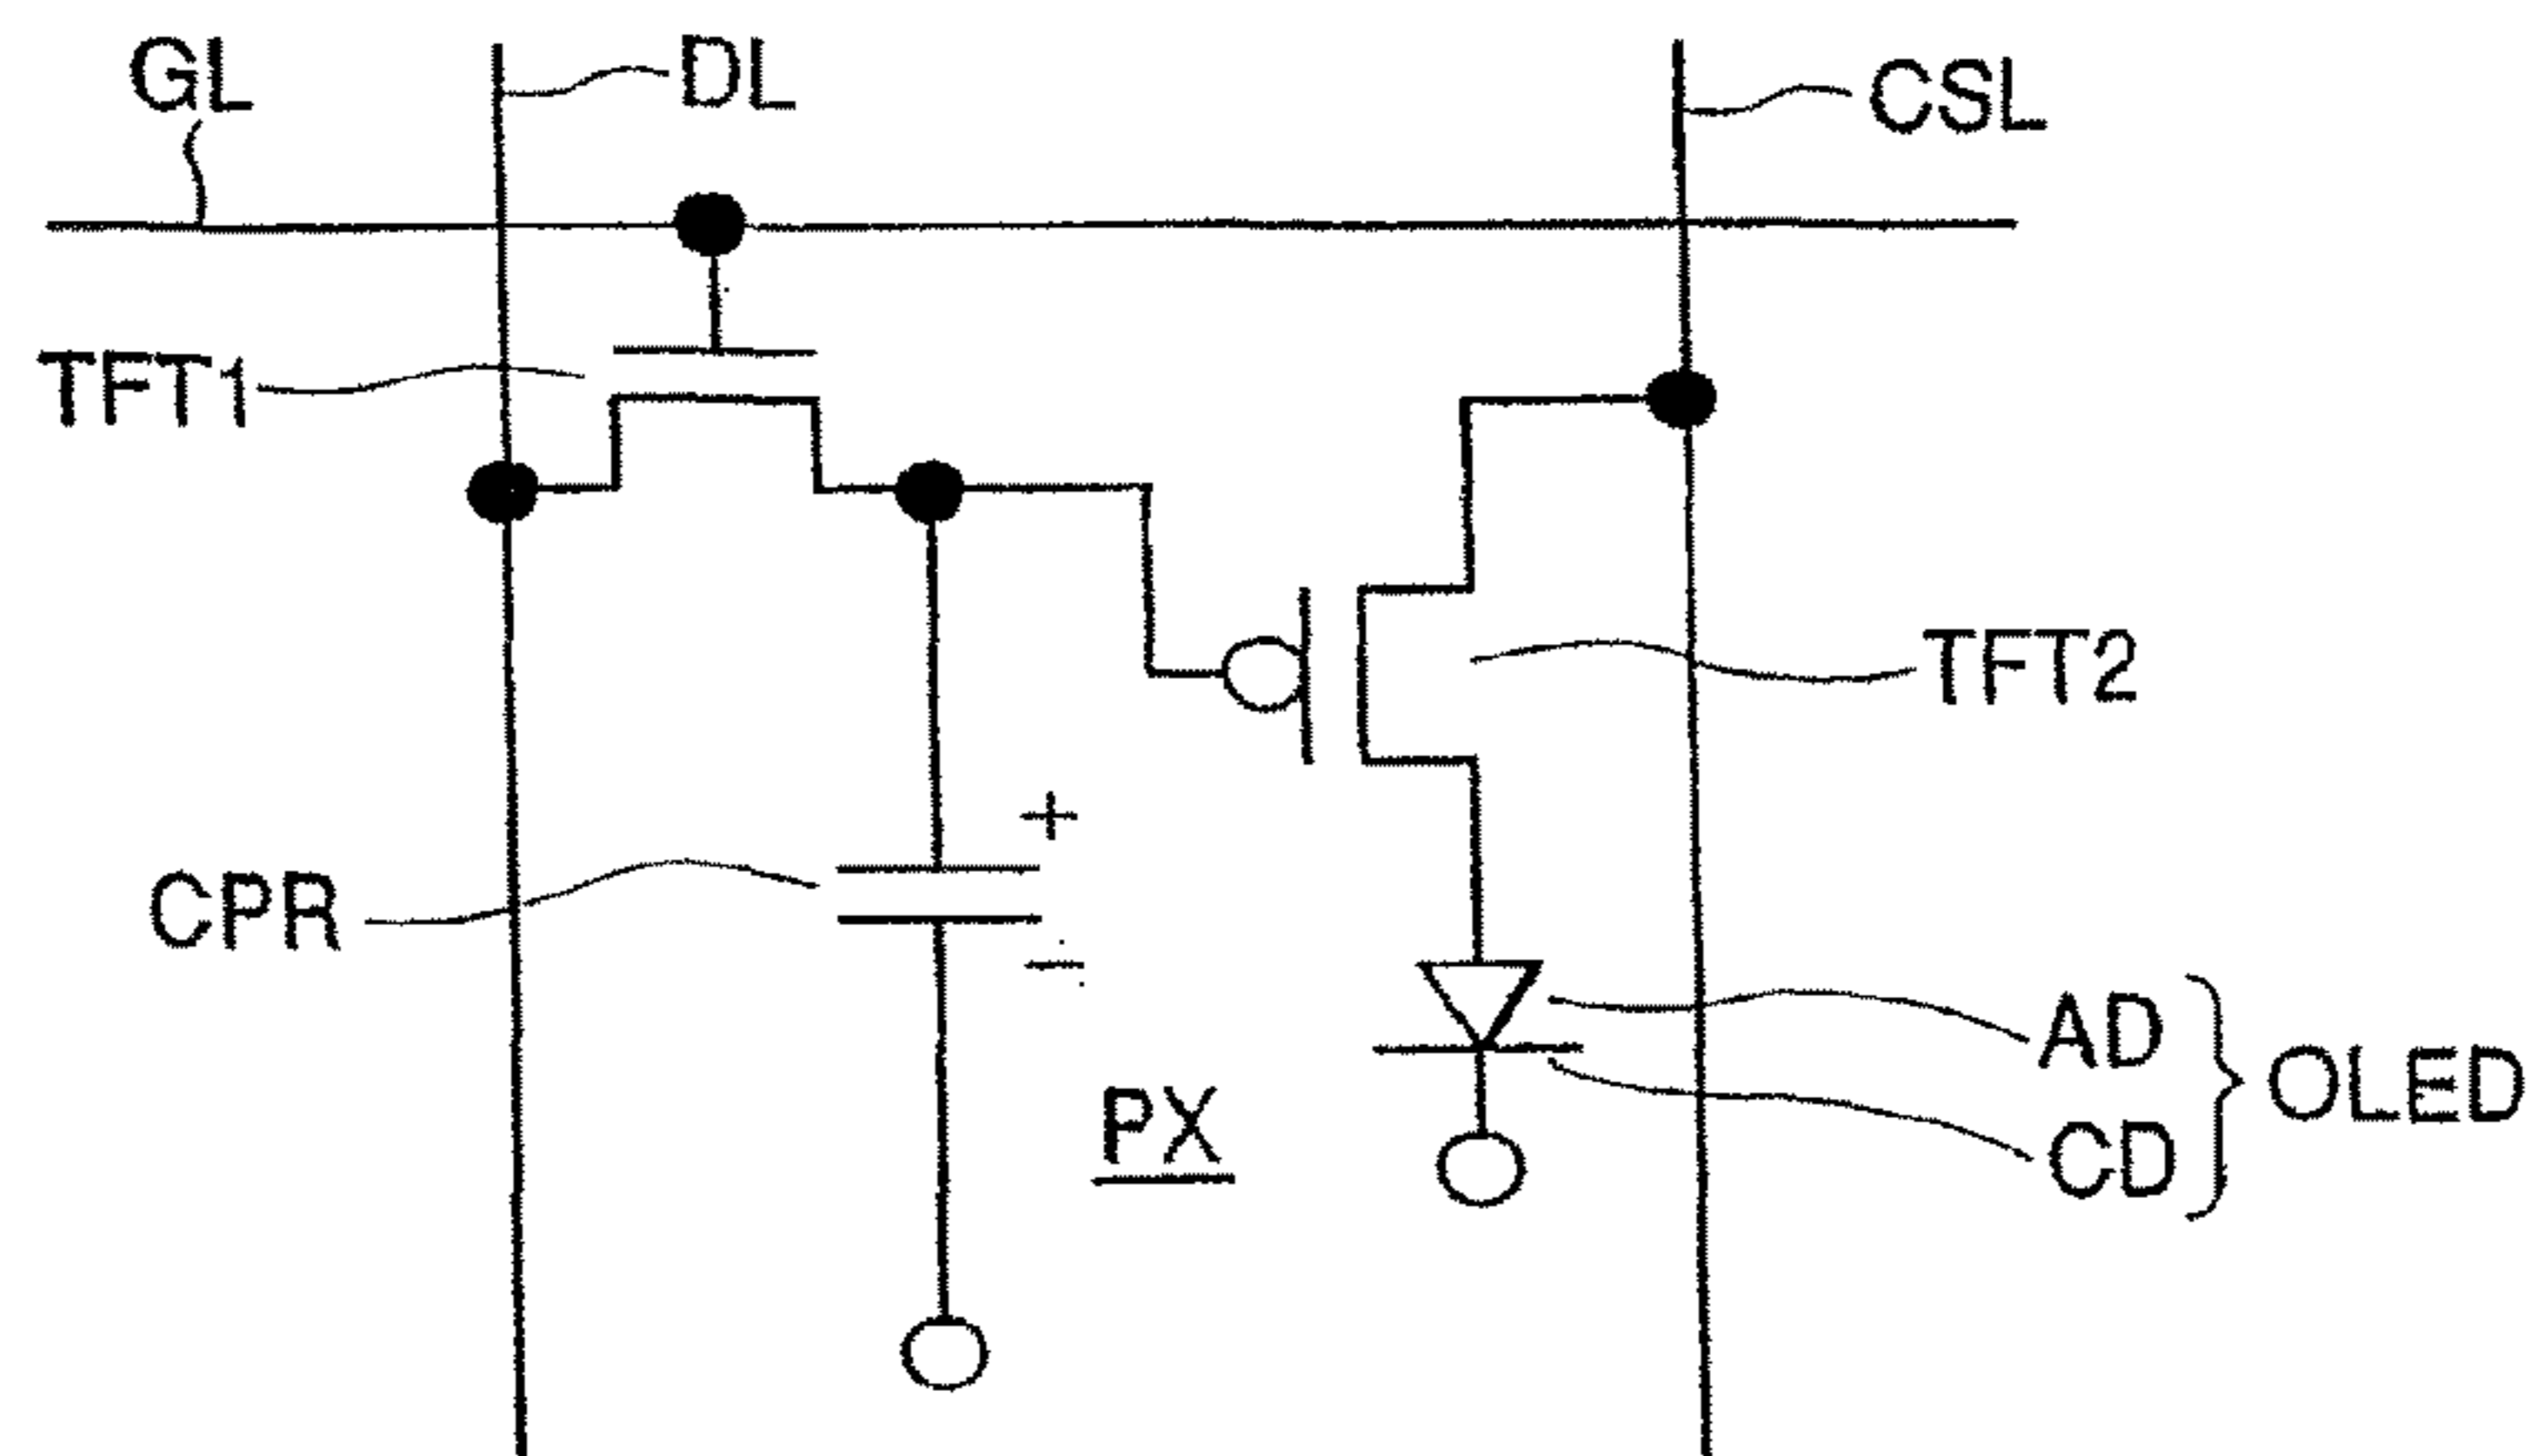 GL
DL
CSL
TFT1
TFT2
+
CPR
−
AD
OLED
CD
PX